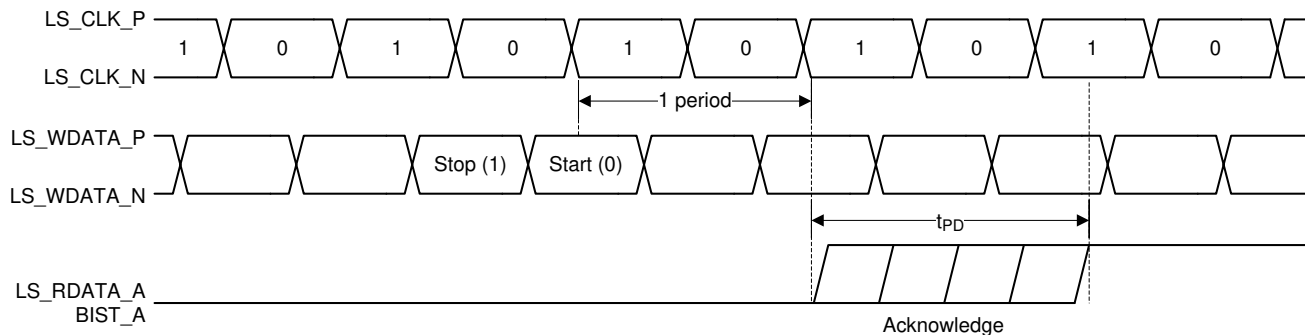 LS_CLK_P
1 0 1 0 1 0 1 0 1 0
LS_CLK_N
1 period
LS_WDATA_P
Stop (1) Start (0)
LS_WDATA_N
tPD
LS_RDATA_A
BIST_A
Acknowledge